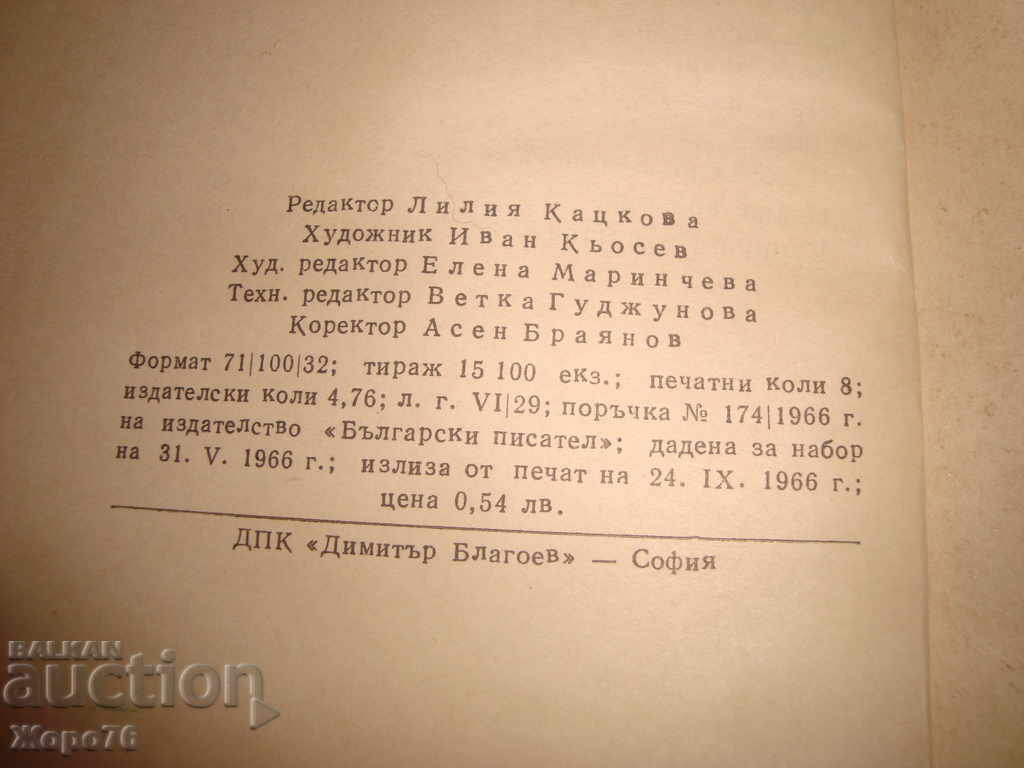 Редактор Лилия Кацкова
Художник Иван Кьосев
Худ. редактор Елена Маринчева
Техн. редактор Ветка Гуджунова
Коректор Асен Браянов
Формат 71|100|32; тираж 15 100 екз.; печатни коли 8;
издателски коли 4,76; л. г. VI|29; поръчка № 174|1966 г.
на издателство «Български писател»; дадена за набор
на 31. V. 1966 г.; излиза от печат на 24. IX. 1966 г.;
цена 0,54 лв.
ДПК «Димитър Благоев» — София
BALKAN
auction
Жоро76